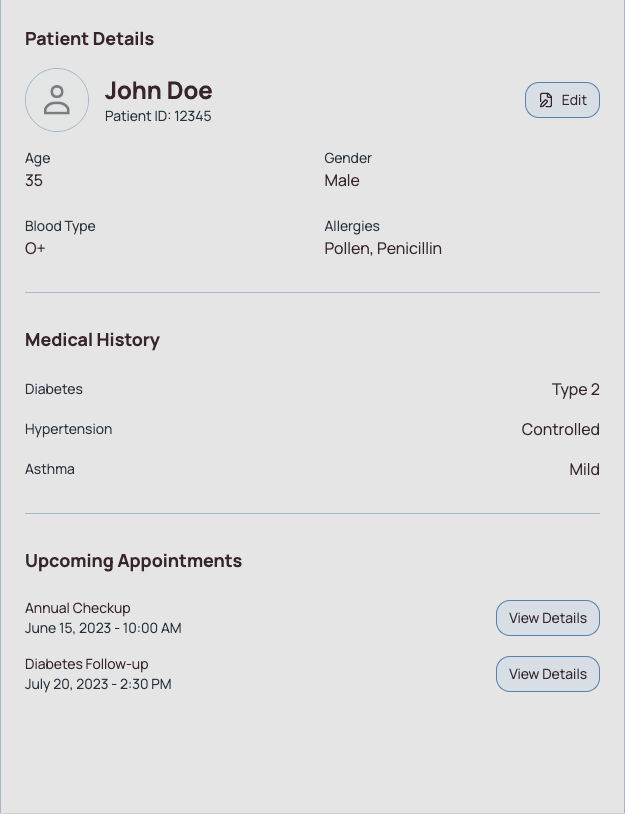 Patient Details
John Doe
Patient ID: 12345
Edit
Age
35
Gender
Male
Blood Type
O+
Allergies
Pollen, Penicillin
Medical History
Diabetes
Type 2
Hypertension
Controlled
Asthma
Mild
Upcoming Appointments
Annual Checkup
June 15, 2023 - 10:00 AM
View Details
Diabetes Follow-up
July 20, 2023 - 2:30 PM
View Details